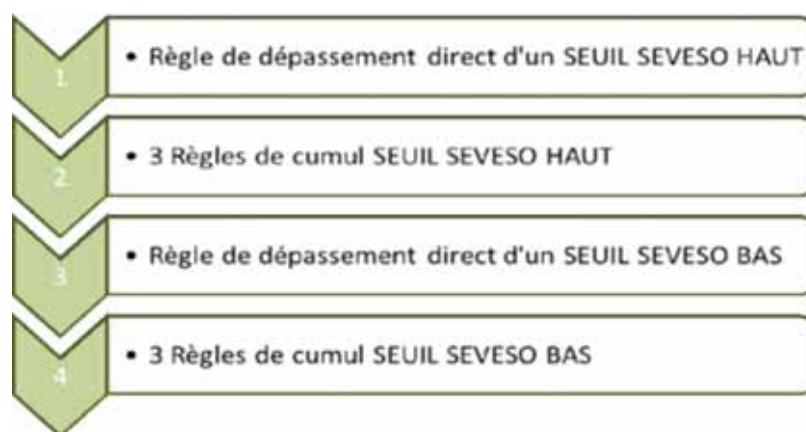 1
• Règle de dépassement direct d'un SEUIL SEVESO HAUT
2
• 3 Règles de cumul SEUIL SEVESO HAUT
3
• Règle de dépassement direct d'un SEUIL SEVESO BAS
4
• 3 Règles de cumul SEUIL SEVESO BAS